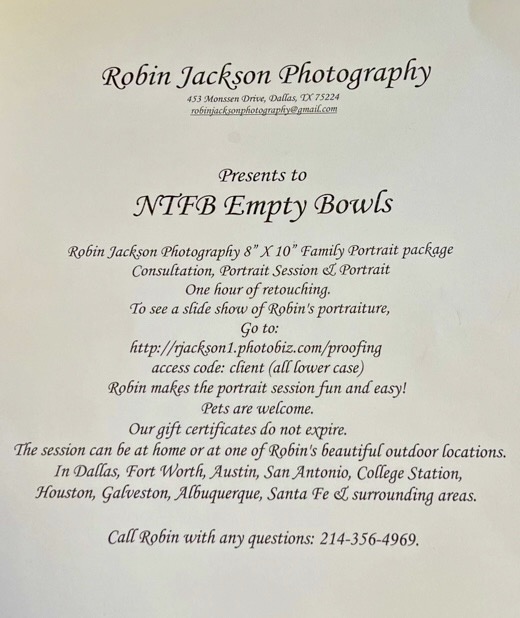 Robin Jackson Photography
453 Monssen Drive, Dallas, TX 75224
robinjacksonphotography@gmail.com
Presents to
NTFB Empty Bowls
Robin Jackson Photography 8” X 10” Family Portrait package
Consultation, Portrait Session & Portrait
One hour of retouching.
To see a slide show of Robin's portraiture,
Go to:
http://rjackson1.photobiz.com/proofing
access code: client (all lower case)
Robin makes the portrait session fun and easy!
Pets are welcome.
Our gift certificates do not expire.
The session can be at home or at one of Robin's beautiful outdoor locations.
In Dallas, Fort Worth, Austin, San Antonio, College Station,
Houston, Galveston, Albuquerque, Santa Fe & surrounding areas.
Call Robin with any questions: 214-356-4969.